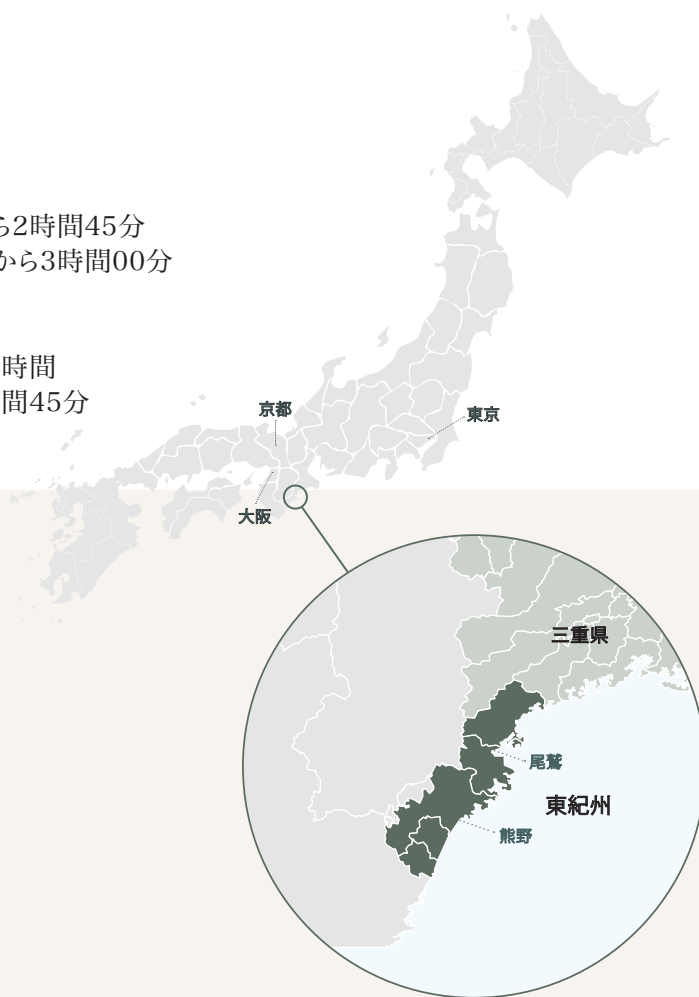 ら2時間45分
から3時間00分
時間
間45分
京都
東京
大阪
三重県
尾鷲
東紀州
熊野